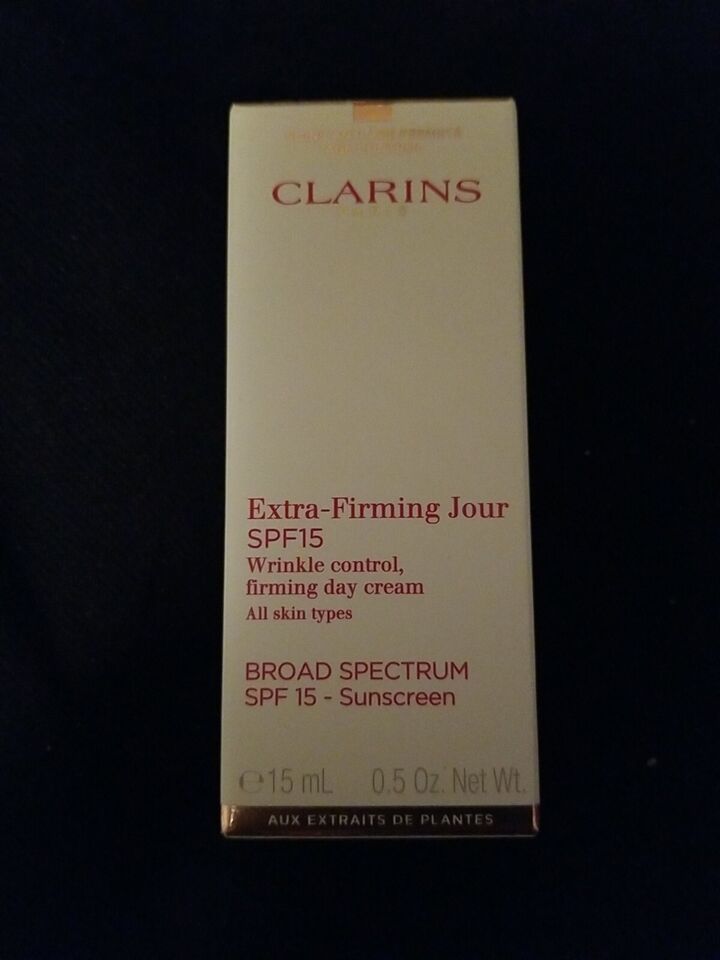 CLARINS
PARIS
Extra-Firming Jour
SPF15
Wrinkle control,
firming day cream
All skin types
BROAD SPECTRUM
SPF 15 - Sunscreen
℮15 mL 0.5 Oz. Net Wt.
AUX EXTRAITS DE PLANTES